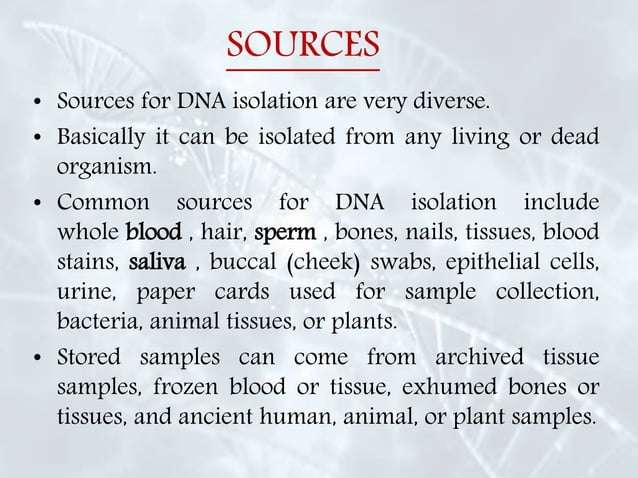 SOURCES
• Sources for DNA isolation are very diverse.
• Basically it can be isolated from any living or dead
organism.
• Common sources for DNA isolation include
whole blood , hair, sperm , bones, nails, tissues, blood
stains, saliva , buccal (cheek) swabs, epithelial cells,
urine, paper cards used for sample collection,
bacteria, animal tissues, or plants.
• Stored samples can come from archived tissue
samples, frozen blood or tissue, exhumed bones or
tissues, and ancient human, animal, or plant samples.